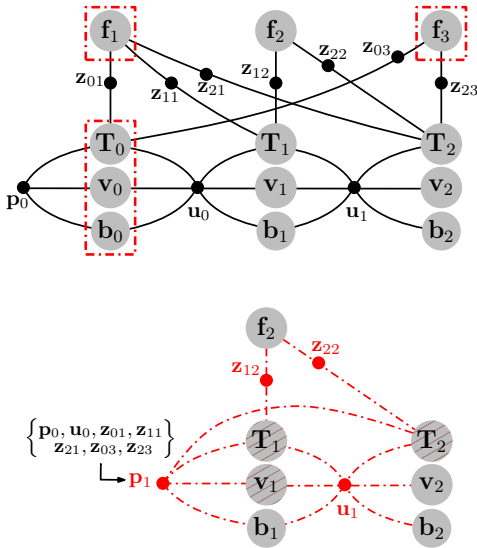 f₁ f₂ f₃
z₀₁ z₁₁ z₂₁ z₁₂ z₂₂ z₀₃ z₂₃
T₀ T₁ T₂
v₀ v₁ v₂
p₀ u₀ u₁
b₀ b₁ b₂
f₂
z₁₂ z₂₂
{p₀, u₀, z₀₁, z₁₁
z₂₁, z₀₃, z₂₃}
T₁ T₂
p₁ v₁ v₂
u₁
b₁ b₂